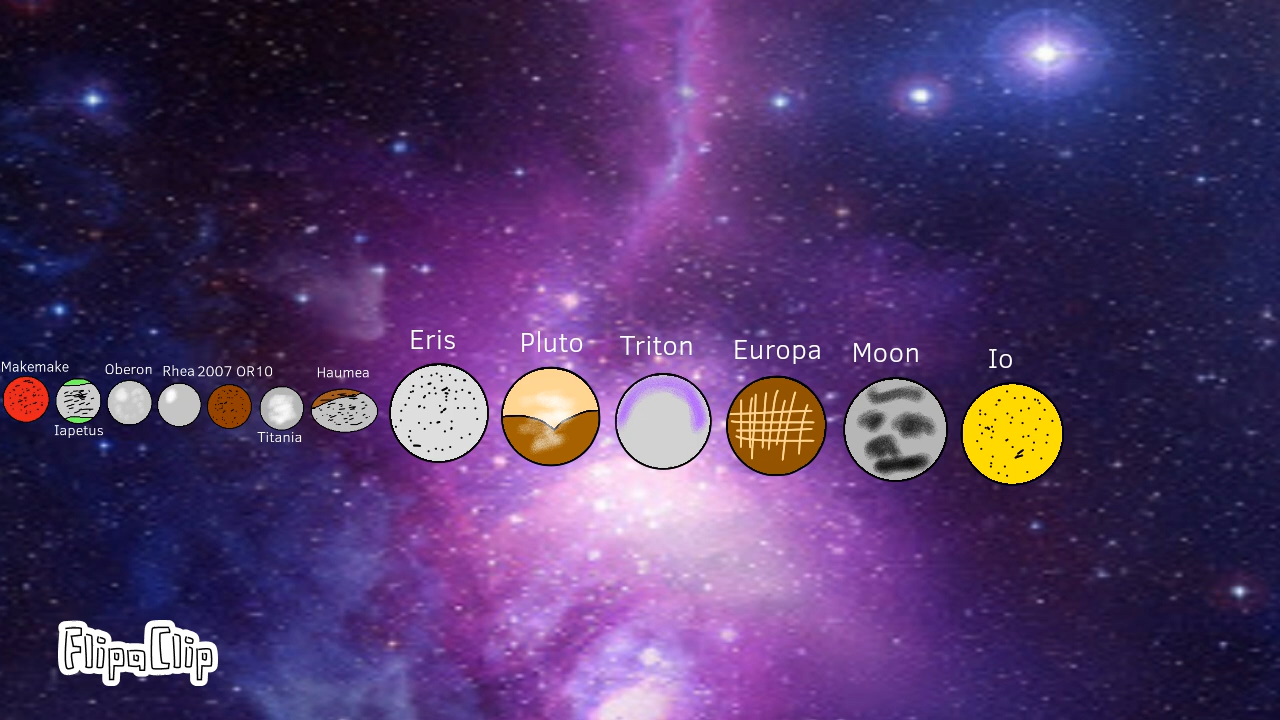 Makemake
Iapetus
Oberon
Rhea
2007 OR10
Titania
Haumea
Eris
Pluto
Triton
Europa
Moon
Io
FlipaClip